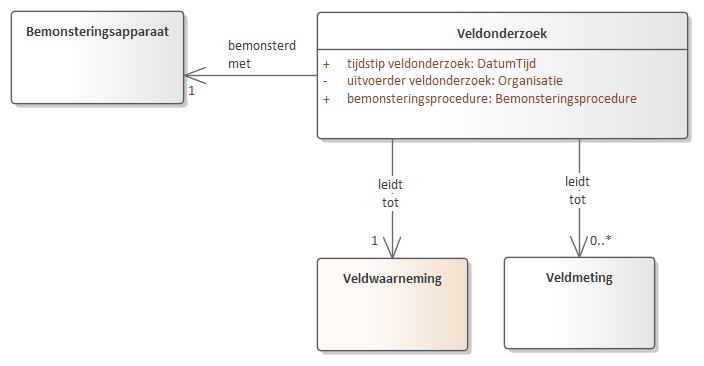 Bemonsteringsapparaat
Veldonderzoek
+ tijdstip veldonderzoek: DatumTijd
- uitvoerder veldonderzoek: Organisatie
+ bemonsteringsprocedure: Bemonsteringsprocedure
bemonsterd
met
1
leidt
tot
leidt
tot
1
0..*
Veldwaarneming
Veldmeting